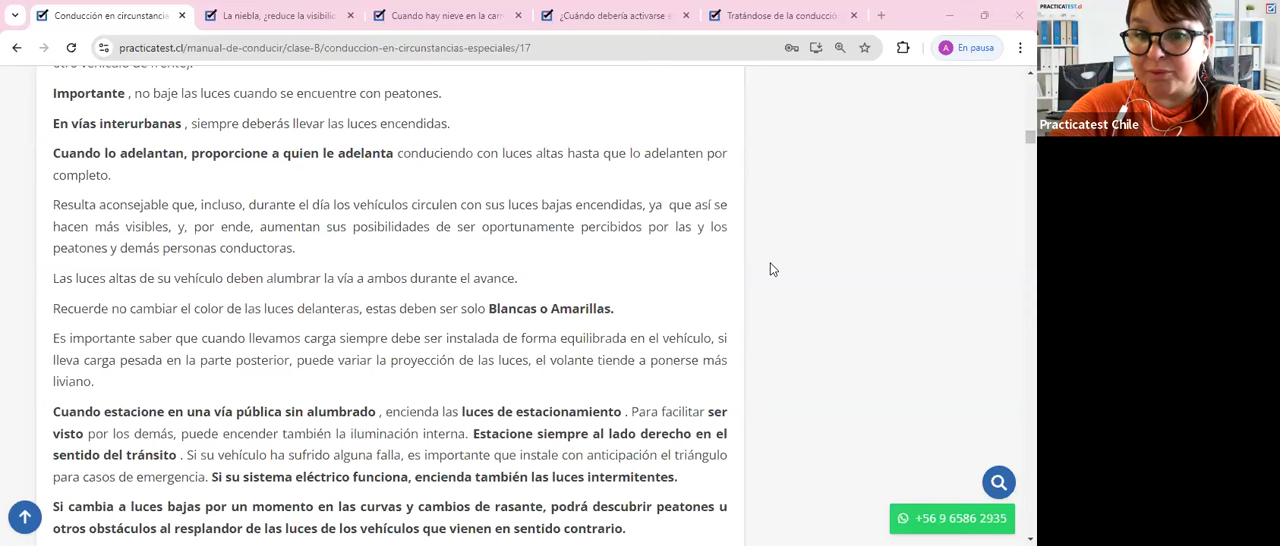 Conducción en circunstancia
La niebla, ¿reduce la visibilic
Cuando hay nieve en la carr
¿Cuándo debería activarse e
Tratándose de la conducció
practicatest.cl/manual-de-conducir/clase-B/conduccion-en-circunstancias-especiales/17
A
En pausa
PRACTICATEST.cl
Practicatest Chile
Importante , no baje las luces cuando se encuentre con peatones.
En vías interurbanas , siempre deberás llevar las luces encendidas.
Cuando lo adelantan, proporcione a quien le adelanta conduciendo con luces altas hasta que lo adelanten por
completo.
Resulta aconsejable que, incluso, durante el día los vehículos circulen con sus luces bajas encendidas, ya que así se
hacen más visibles, y, por ende, aumentan sus posibilidades de ser oportunamente percibidos por las y los
peatones y demás personas conductoras.
Las luces altas de su vehículo deben alumbrar la vía a ambos durante el avance.
Recuerde no cambiar el color de las luces delanteras, estas deben ser solo Blancas o Amarillas.
Es importante saber que cuando llevamos carga siempre debe ser instalada de forma equilibrada en el vehículo, si
lleva carga pesada en la parte posterior, puede variar la proyección de las luces, el volante tiende a ponerse más
liviano.
Cuando estacione en una vía pública sin alumbrado , encienda las luces de estacionamiento . Para facilitar ser
visto por los demás, puede encender también la iluminación interna. Estacione siempre al lado derecho en el
sentido del tránsito . Si su vehículo ha sufrido alguna falla, es importante que instale con anticipación el triángulo
para casos de emergencia. Si su sistema eléctrico funciona, encienda también las luces intermitentes.
Si cambia a luces bajas por un momento en las curvas y cambios de rasante, podrá descubrir peatones u
otros obstáculos al resplandor de las luces de los vehículos que vienen en sentido contrario.
+56 9 6586 2935